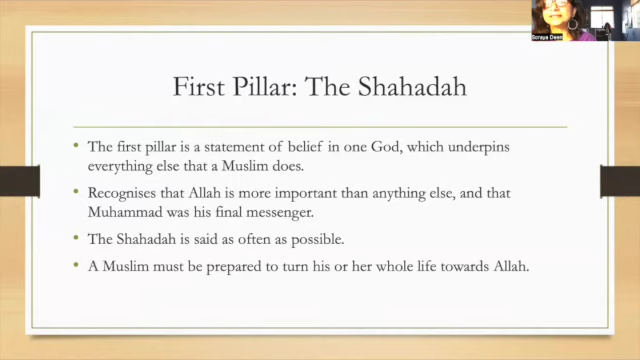 Soraya Deen
First Pillar: The Shahadah
• The first pillar is a statement of belief in one God, which underpins
everything else that a Muslim does.
• Recognises that Allah is more important than anything else, and that
Muhammad was his final messenger.
• The Shahadah is said as often as possible.
• A Muslim must be prepared to turn his or her whole life towards Allah.